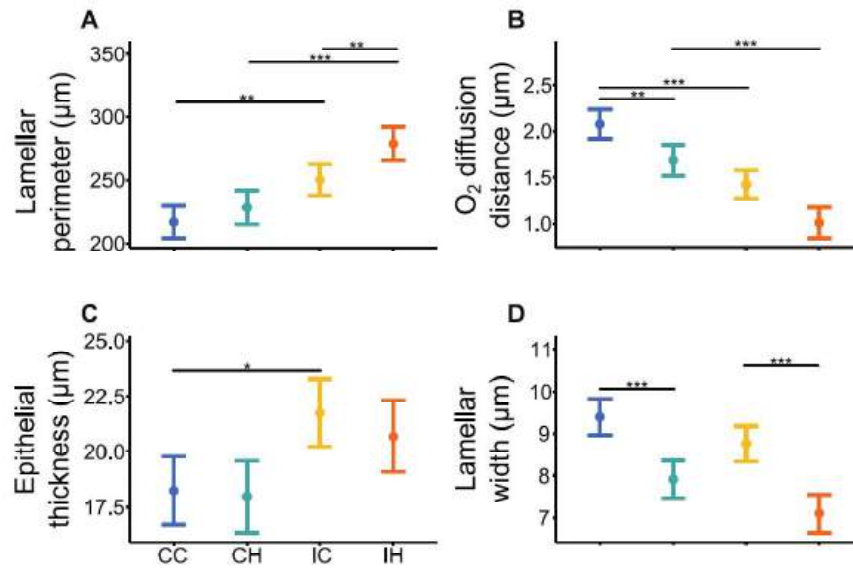 A
Lamellar
perimeter (µm)
350
300
250
200
**
***
**
B
O2 diffusion
distance (µm)
2.5
2.0
1.5
1.0
***
***
**
C
Epithelial
thickness (µm)
25.0
22.5
20.0
17.5
*
CC CH IC IH
D
Lamellar
width (µm)
11
10
9
8
7
***
***